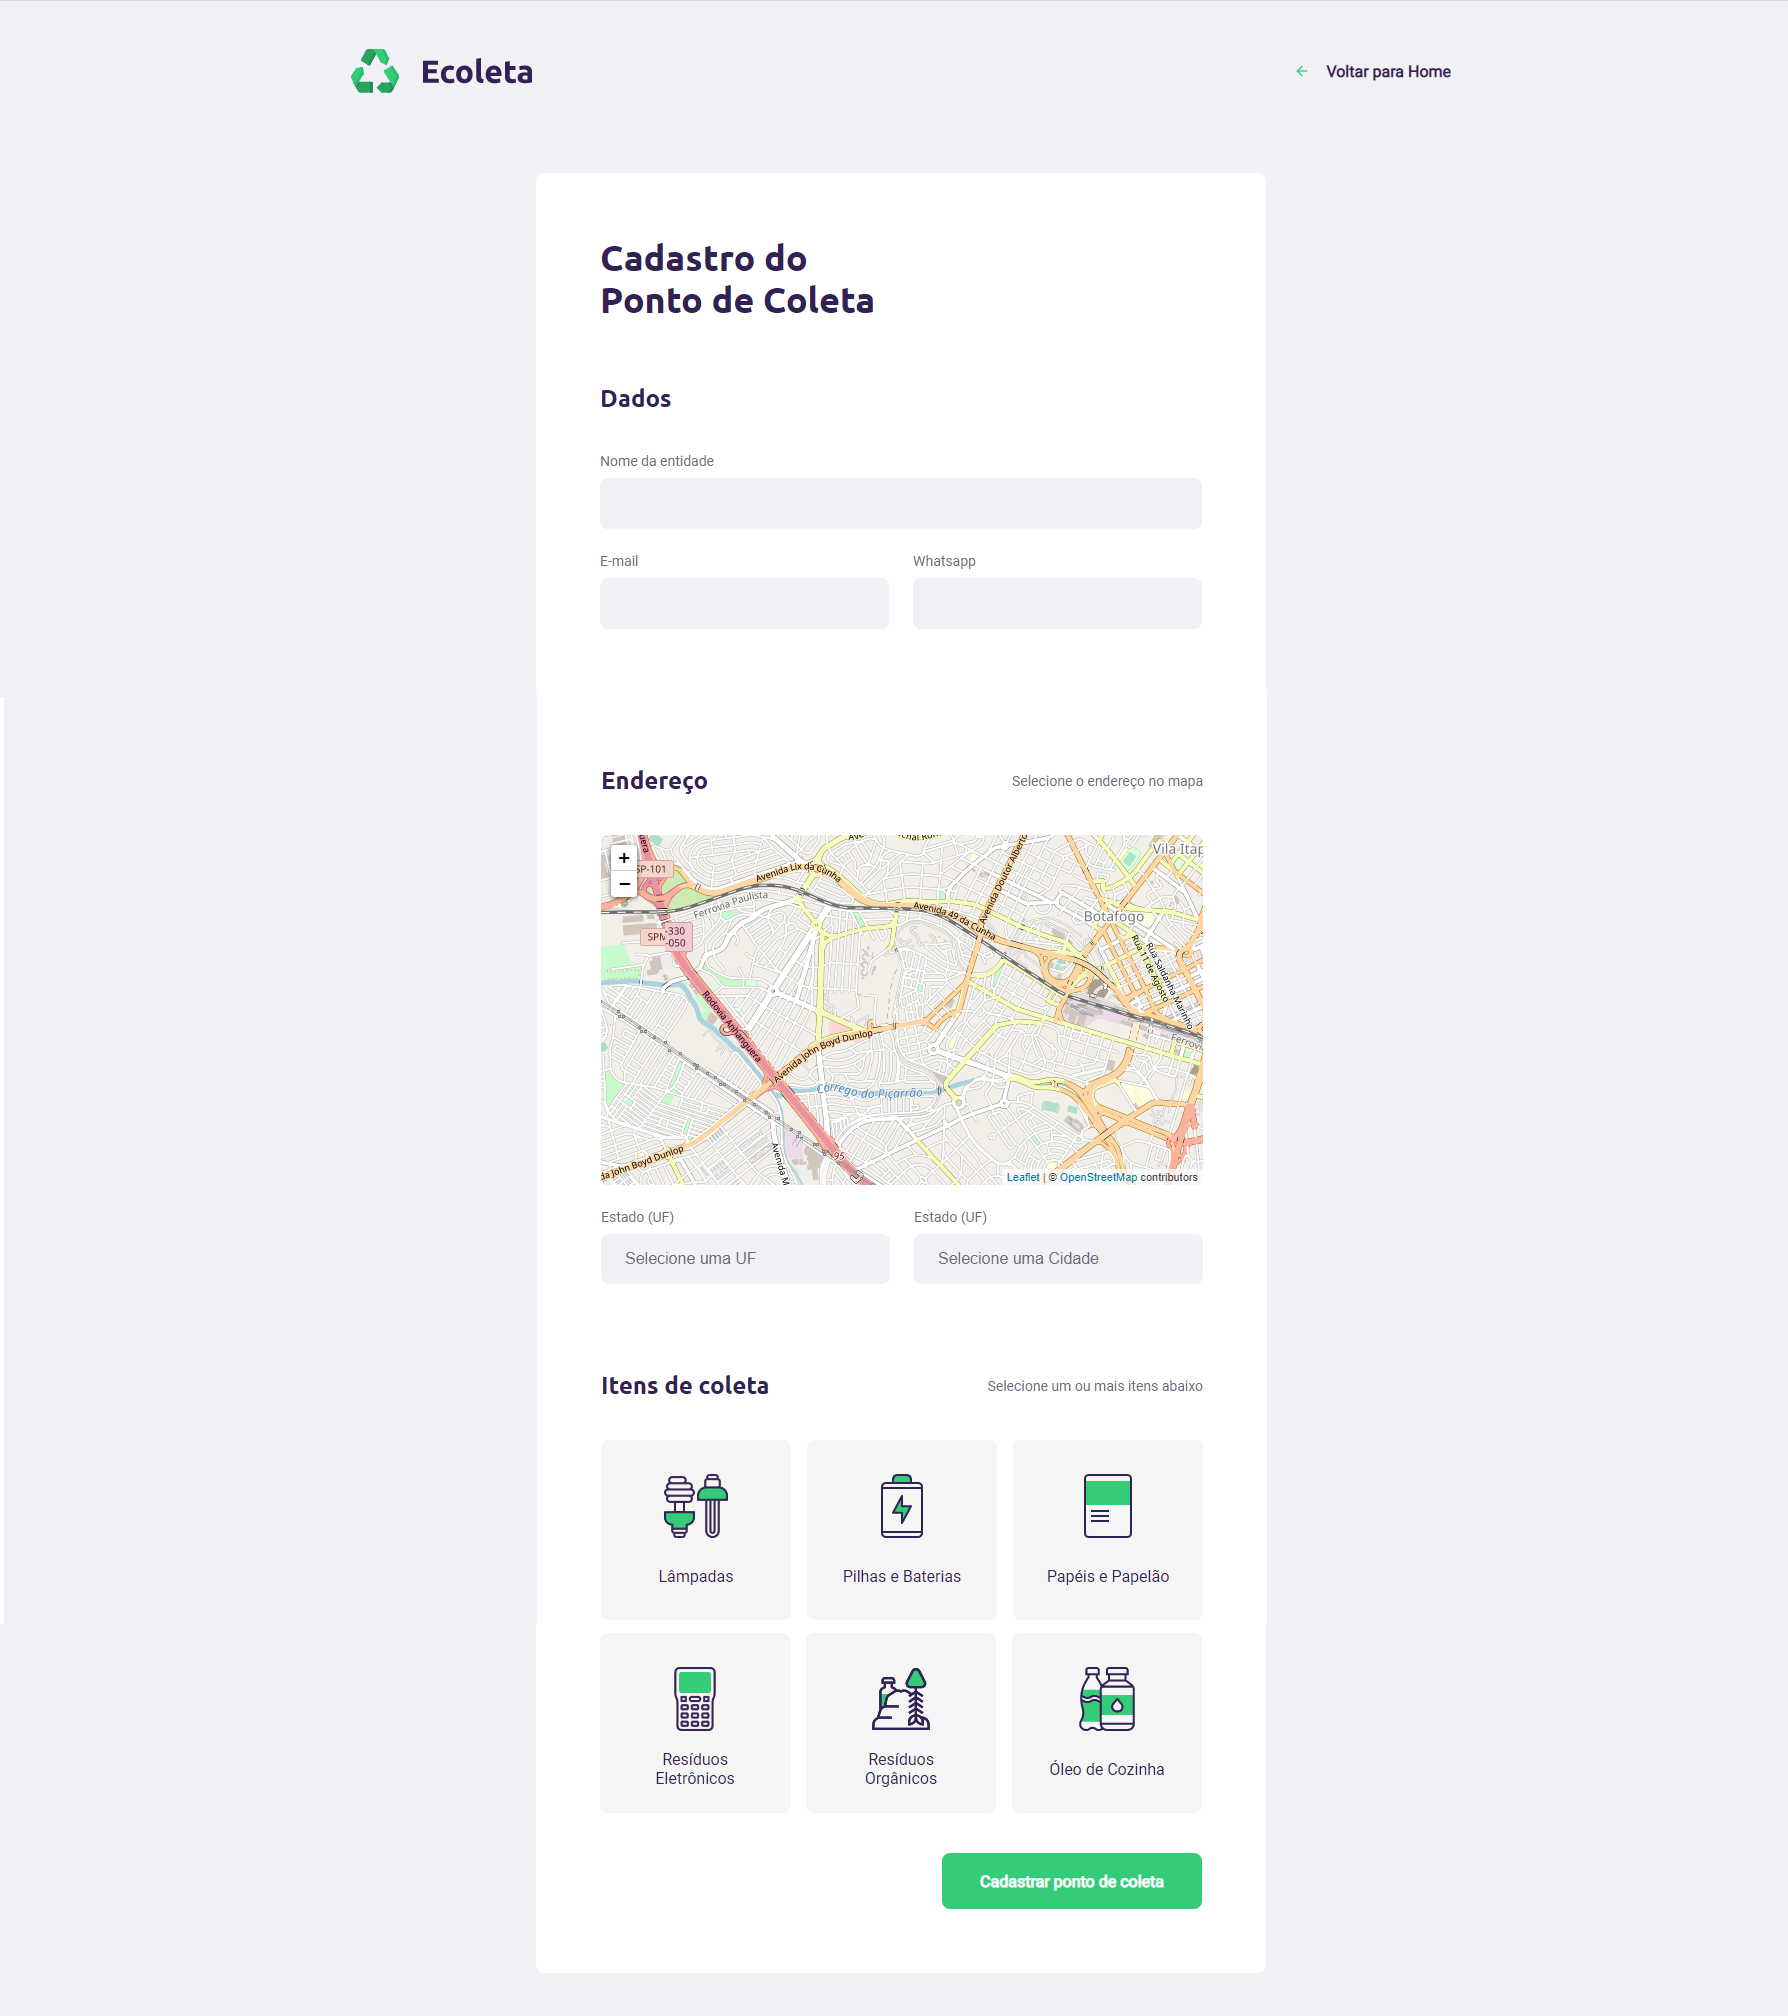 Ecoleta
Voltar para Home
Cadastro do
Ponto de Coleta
Dados
Nome da entidade
E-mail
Whatsapp
Endereço
Selecione o endereço no mapa
+
−
SP-101
Avenida Lix da Cunha
Ferrovia Paulista
Avenida 49 da Cunha
Avenida Doutor Alberto
Vila Itap
Botafogo
Rua 11 de Agosto
Rua Saldanha Marinho
SPM
-330
-050
Rodovia Anhanguera
Avenida John Boyd Dunlop
Córrego do Piçarrão
Ferrovi
da John Boyd Dunlop
Avenida M
-95
Leaflet | © OpenStreetMap contributors
Estado (UF)
Estado (UF)
Selecione uma UF
Selecione uma Cidade
Itens de coleta
Selecione um ou mais itens abaixo
Lâmpadas
Pilhas e Baterias
Papéis e Papelão
Resíduos
Eletrônicos
Resíduos
Orgânicos
Óleo de Cozinha
Cadastrar ponto de coleta